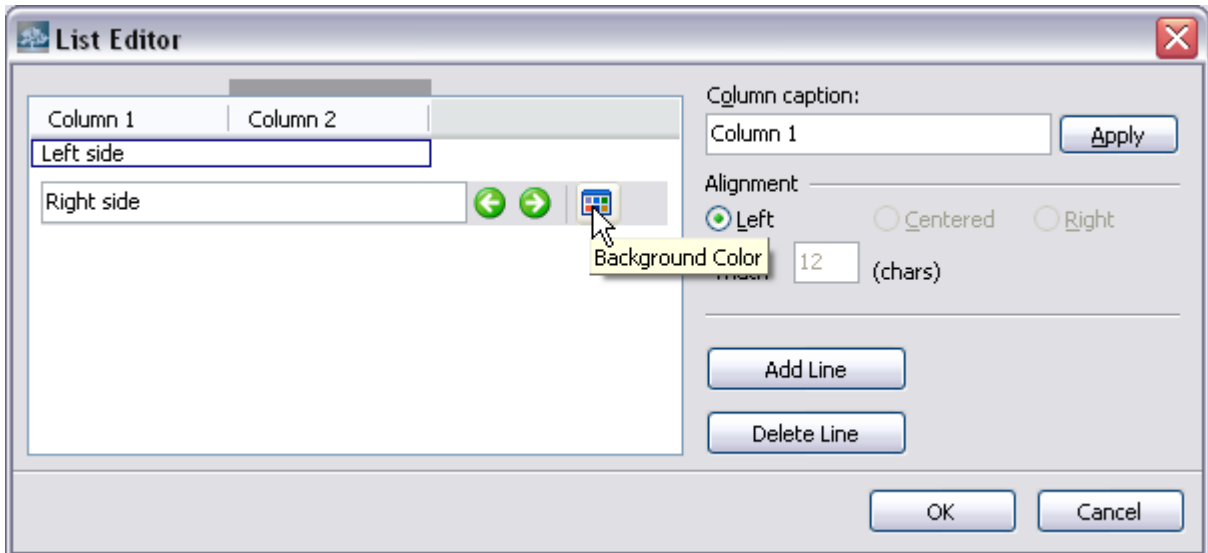 List Editor
Column 1 Column 2
Left side
Right side
Background Color
Column caption:
Column 1 Apply
Alignment
Left Centered Right
12 (chars)
Add Line
Delete Line
OK Cancel